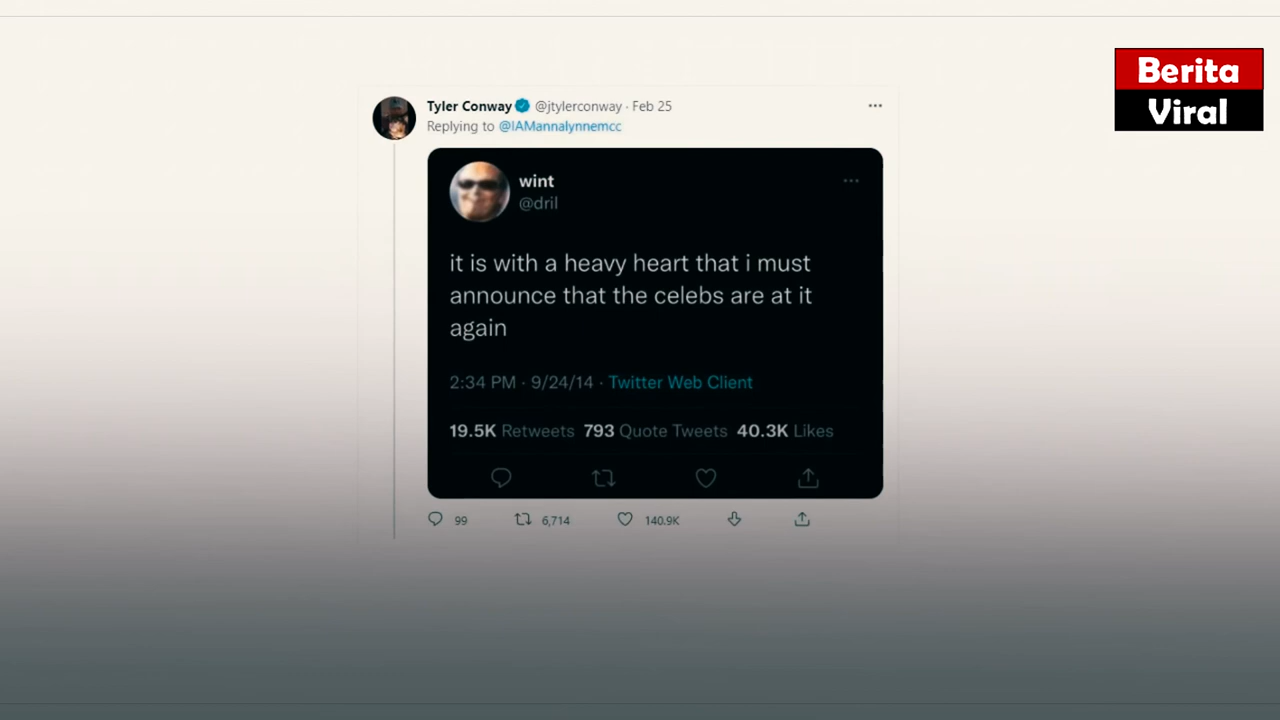 Berita
Viral
Tyler Conway @jtylerconway · Feb 25
Replying to @IAMannalynnemcc
wint
@dril
it is with a heavy heart that i must
announce that the celebs are at it
again
2:34 PM · 9/24/14 · Twitter Web Client
19.5K Retweets 793 Quote Tweets 40.3K Likes
99 6,714 140.9K